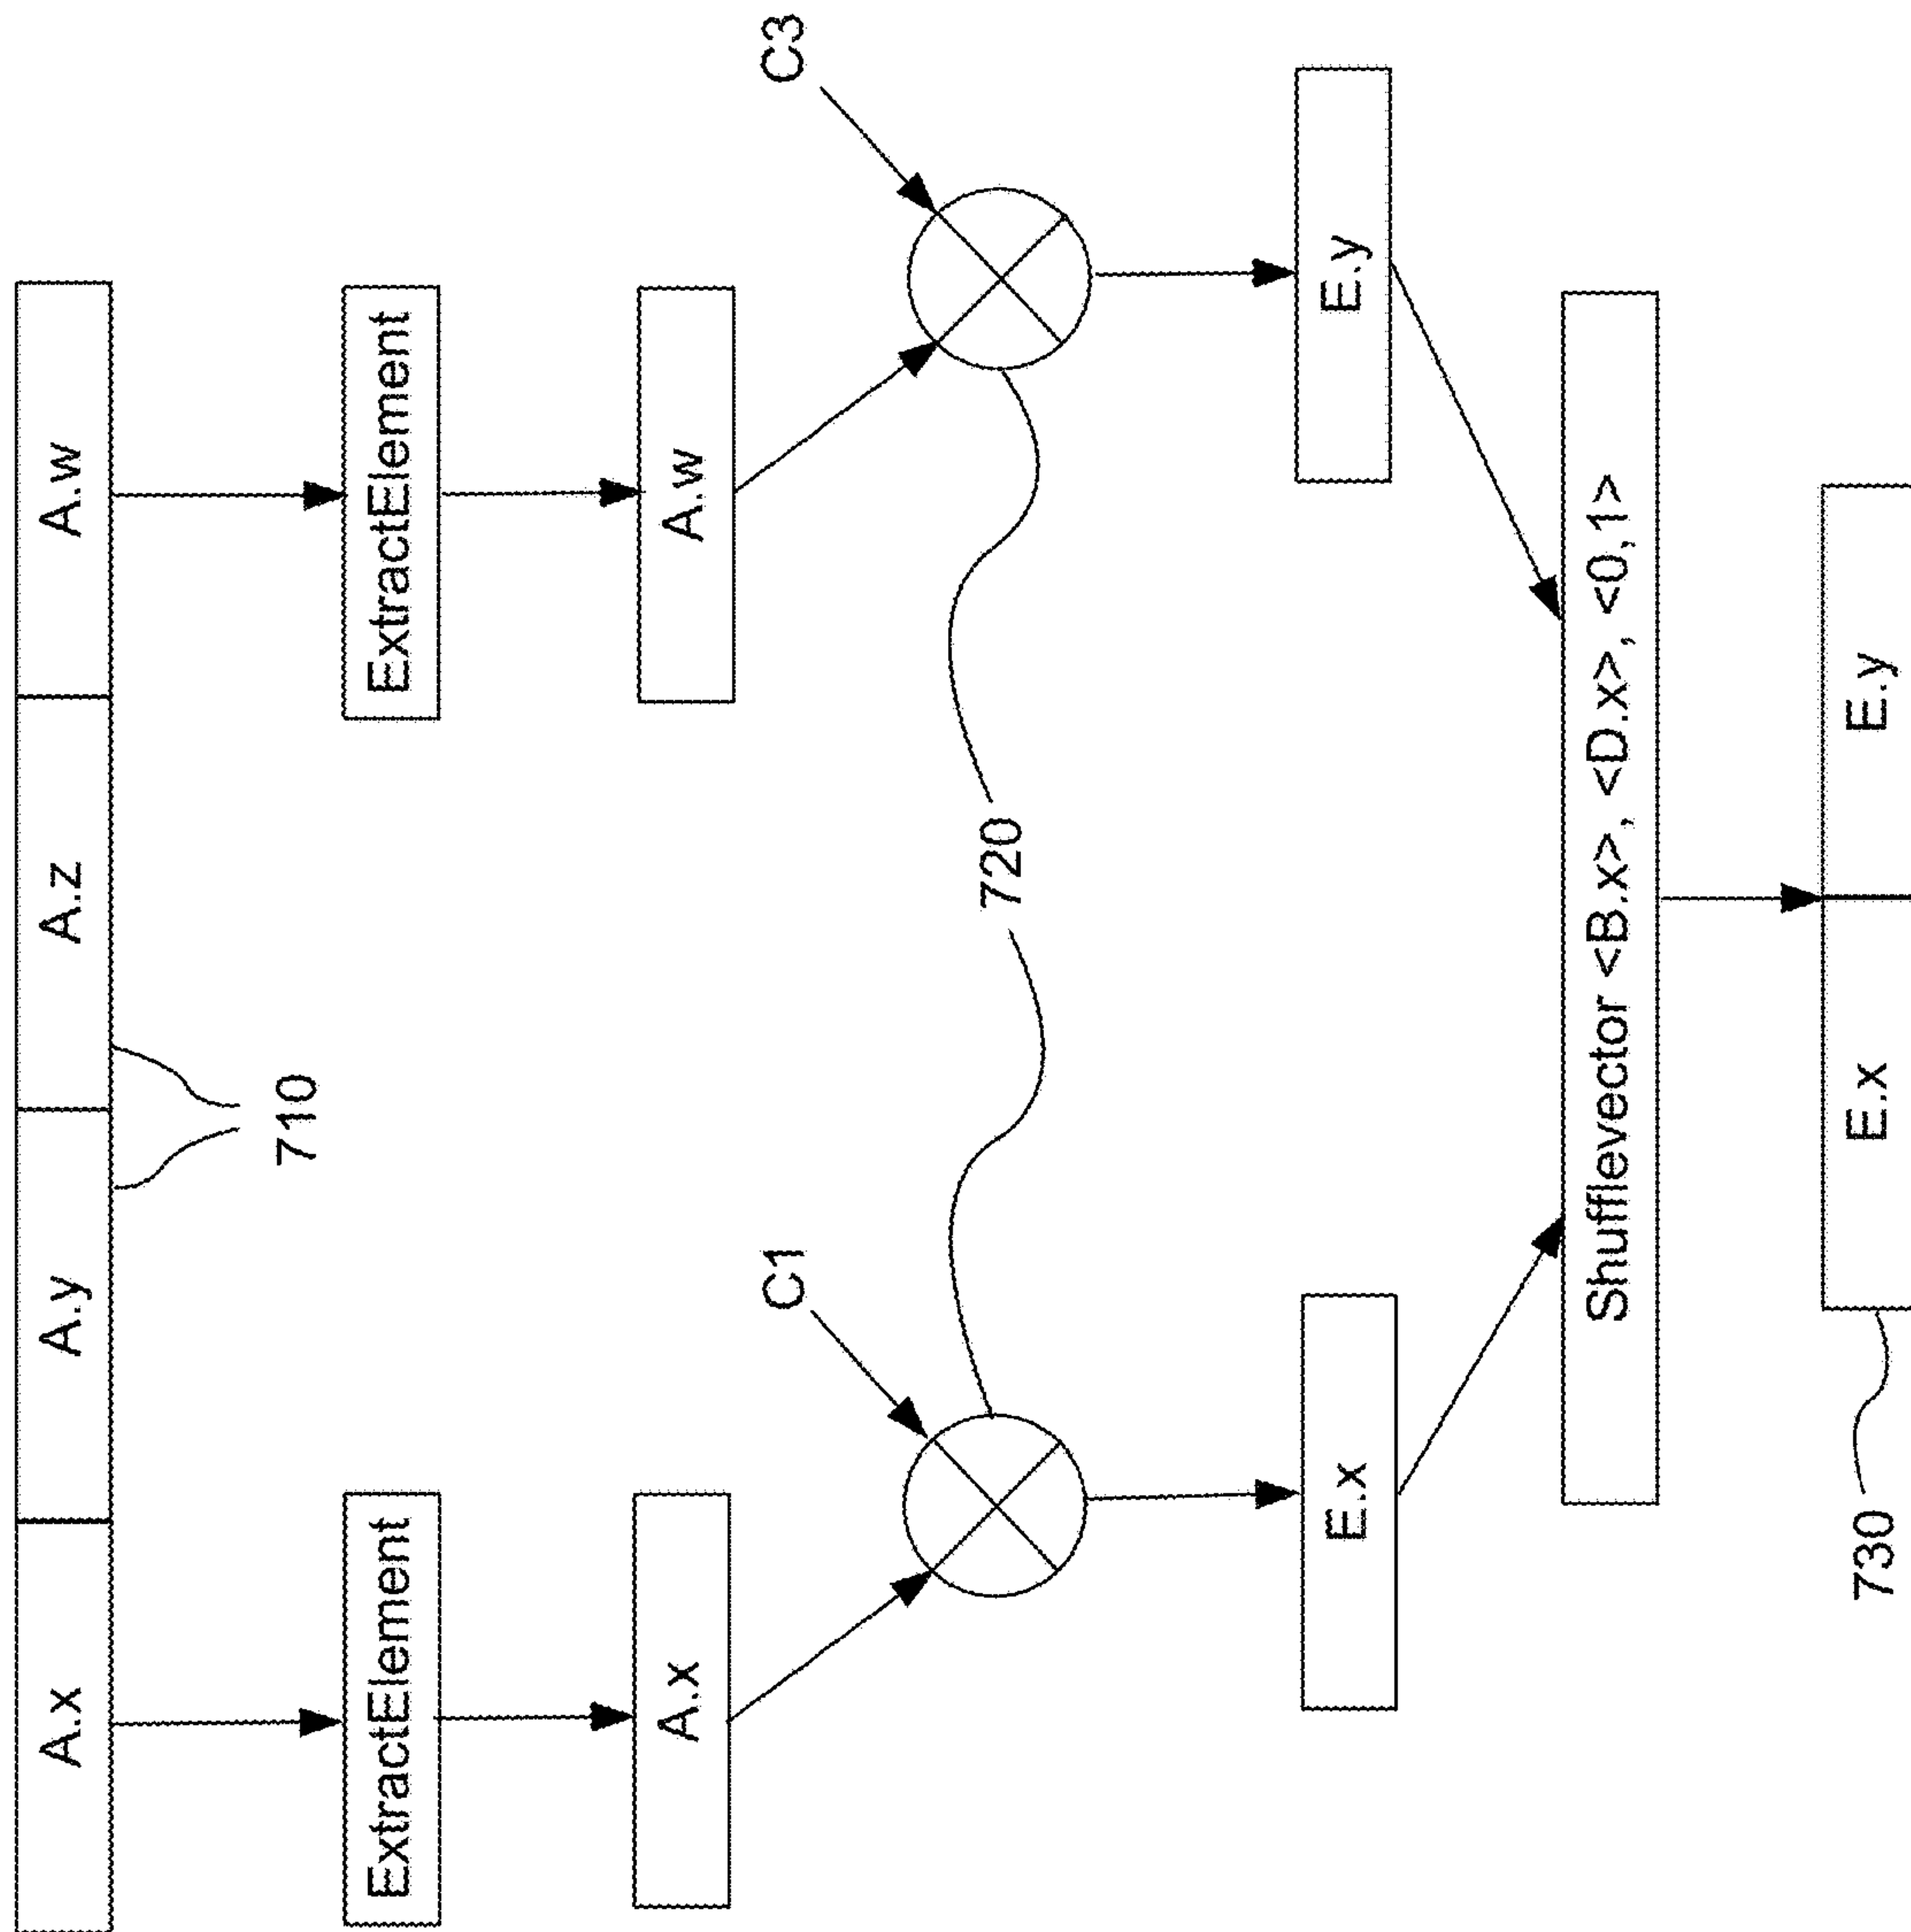 A.x A.y A.z A.w
710
ExtractElement ExtractElement
A.x A.w
C1 C3
720
E.x E.y
Shufflevector <B.x>, <D.x>, <0,1>
E.x E.y
730